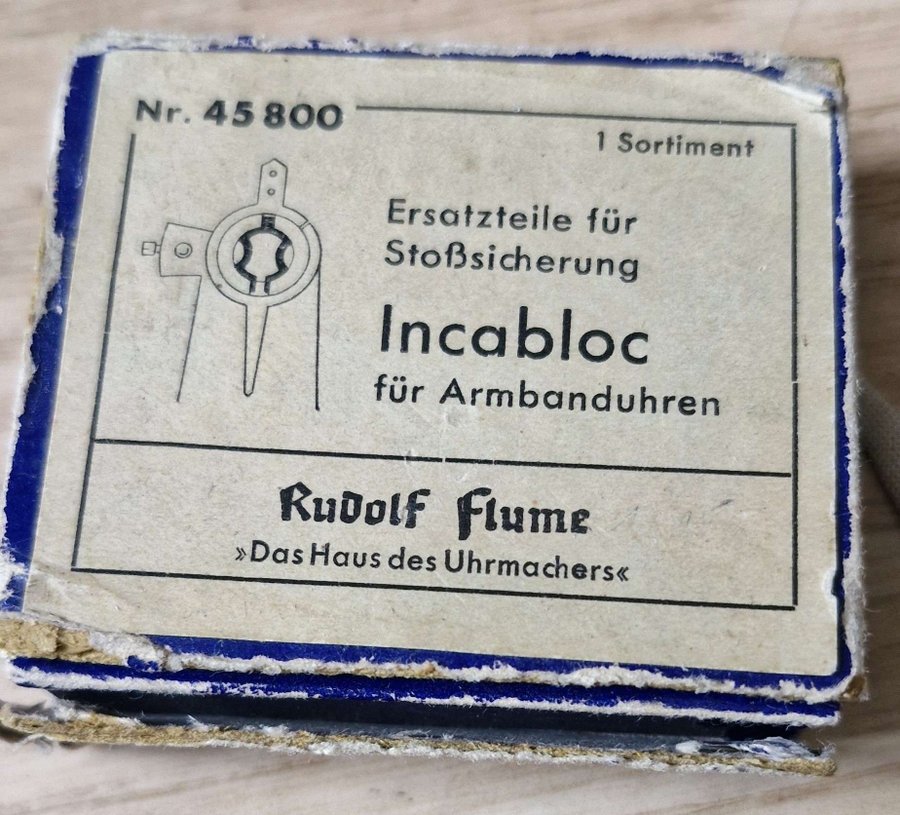 Nr. 45 800
1 Sortiment
Ersatzteile für
Stoßsicherung
Incabloc
für Armbanduhren
Rudolf Flume
»Das Haus des Uhrmachers«